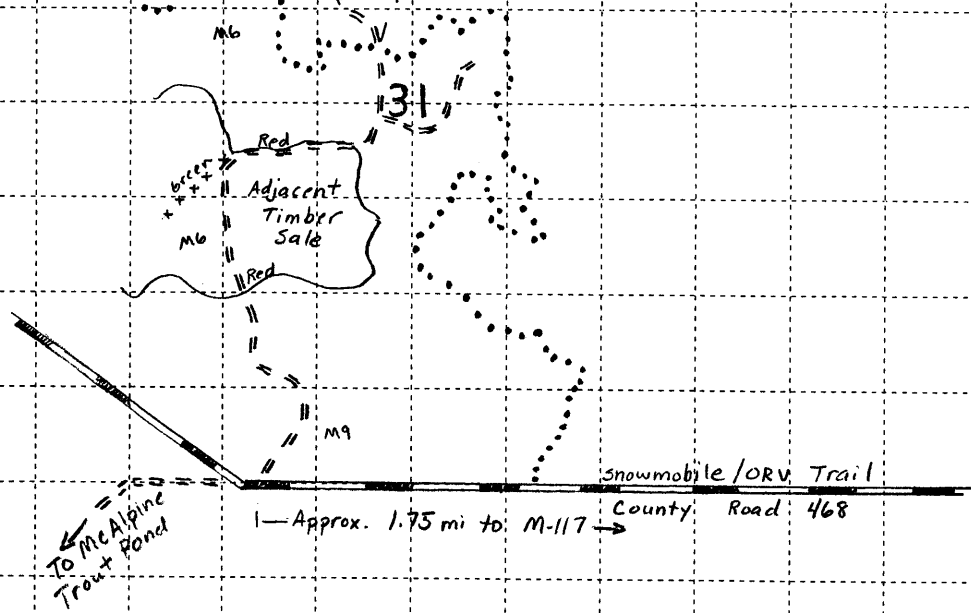 M6
31
Red
breer
Adjacent
Timber
Sale
M6
Red
M9
Snowmobile/ORV Trail
County Road 468
Approx. 1.75 mi to M-117
To McAlpine
Trout Pond